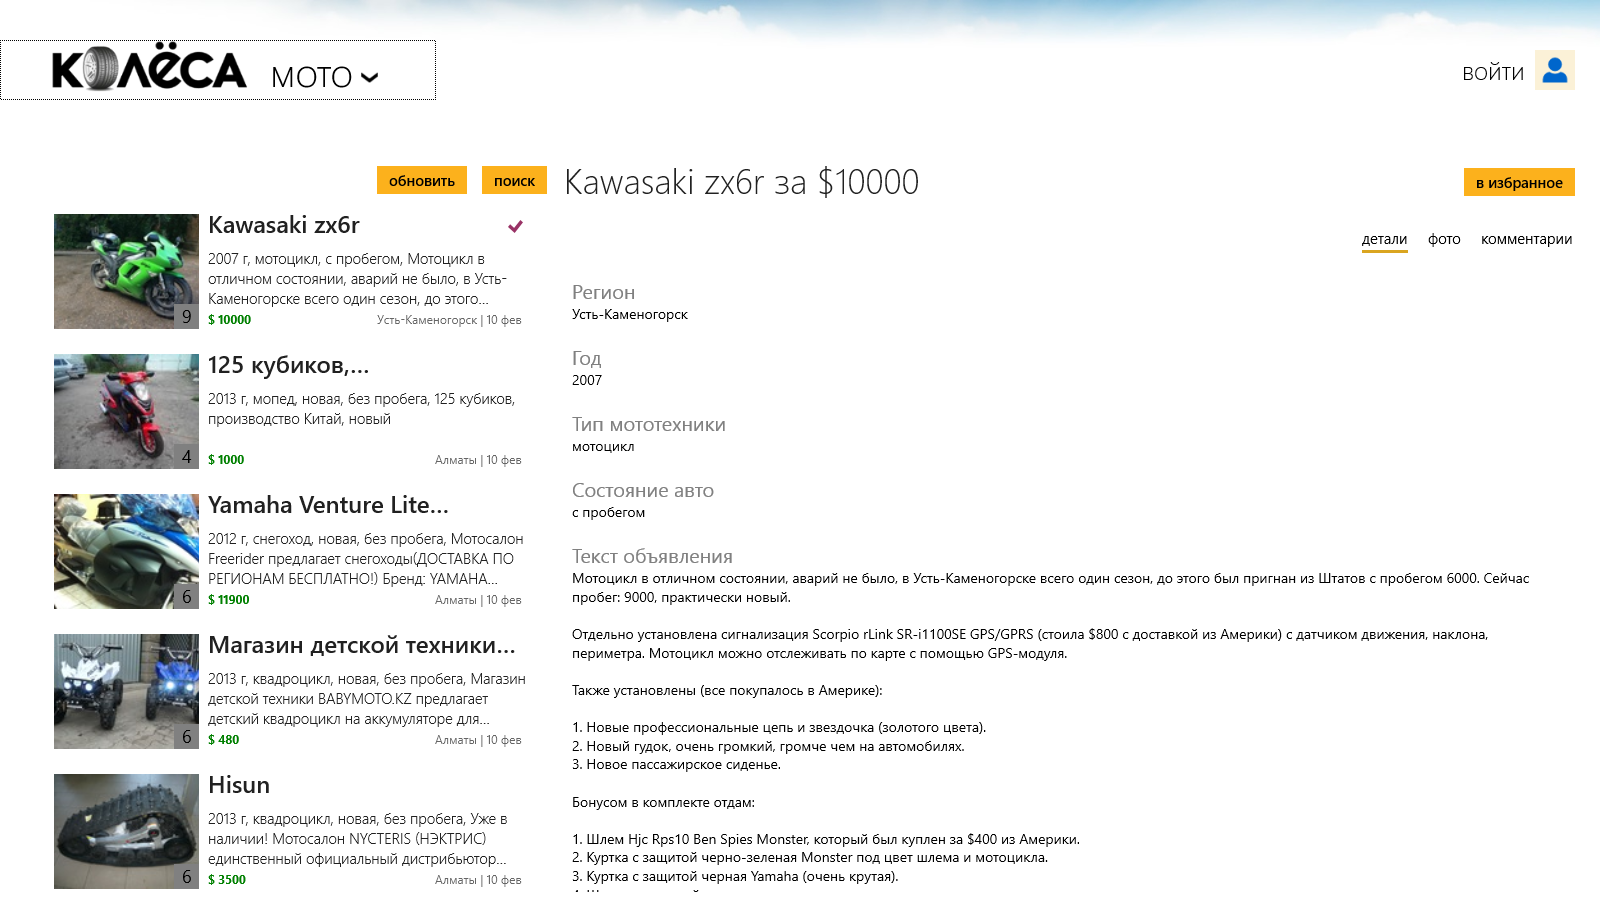 КОЛЁСА МОТО
ВОЙТИ
обновить поиск
Kawasaki zx6r за $10000
в избранное
детали фото комментарии
Kawasaki zx6r
2007 г, мотоцикл, с пробегом, Мотоцикл в
отличном состоянии, аварий не было, в Усть-
Каменогорске всего один сезон, до этого...
9
$ 10000 Усть-Каменогорск | 10 фев
125 кубиков,...
2013 г, мопед, новая, без пробега, 125 кубиков,
производство Китай, новый
4
$ 1000 Алматы | 10 фев
Yamaha Venture Lite...
2012 г, снегоход, новая, без пробега, Мотосалон
Freerider предлагает снегоходы(ДОСТАВКА ПО
РЕГИОНАМ БЕСПЛАТНО!) Бренд: YAMAHA...
6
$ 11900 Алматы | 10 фев
Магазин детской техники...
2013 г, квадроцикл, новая, без пробега, Магазин
детской техники BABYMOTO.KZ предлагает
детский квадроцикл на аккумуляторе для...
6
$ 480 Алматы | 10 фев
Hisun
2013 г, квадроцикл, новая, без пробега, Уже в
наличии! Мотосалон NYCTERIS (НЭКТРИС)
единственный официальный дистрибьютор...
6
$ 3500 Алматы | 10 фев
Регион
Усть-Каменогорск
Год
2007
Тип мототехники
мотоцикл
Состояние авто
с пробегом
Текст объявления
Мотоцикл в отличном состоянии, аварий не было, в Усть-Каменогорске всего один сезон, до этого был пригнан из Штатов с пробегом 6000. Сейчас
пробег: 9000, практически новый.
Отдельно установлена сигнализация Scorpio rLink SR-i1100SE GPS/GPRS (стоила $800 с доставкой из Америки) с датчиком движения, наклона,
периметра. Мотоцикл можно отслеживать по карте с помощью GPS-модуля.
Также установлены (все покупалось в Америке):
1. Новые профессиональные цепь и звездочка (золотого цвета).
2. Новый гудок, очень громкий, громче чем на автомобилях.
3. Новое пассажирское сиденье.
Бонусом в комплекте отдам:
1. Шлем Hjc Rps10 Ben Spies Monster, который был куплен за $400 из Америки.
2. Куртка с защитой черно-зеленая Monster под цвет шлема и мотоцикла.
3. Куртка с защитой черная Yamaha (очень крутая).